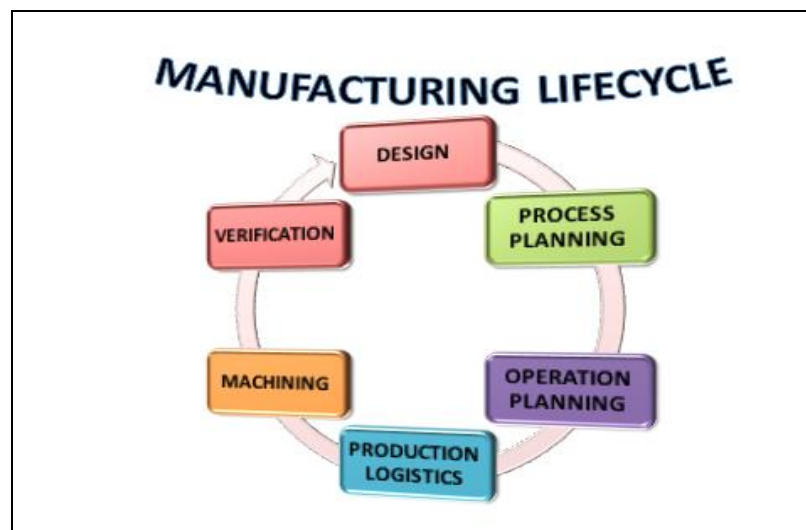 MANUFACTURING LIFECYCLE
DESIGN
PROCESS
PLANNING
OPERATION
PLANNING
PRODUCTION
LOGISTICS
MACHINING
VERIFICATION